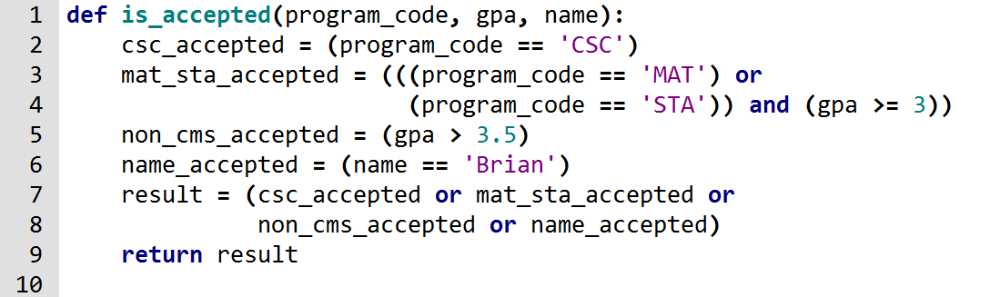 1 def is_accepted(program_code, gpa, name):
2     csc_accepted = (program_code == 'CSC')
3     mat_sta_accepted = (((program_code == 'MAT') or
4                          (program_code == 'STA')) and (gpa >= 3))
5     non_cms_accepted = (gpa > 3.5)
6     name_accepted = (name == 'Brian')
7     result = (csc_accepted or mat_sta_accepted or
8               non_cms_accepted or name_accepted)
9     return result
10